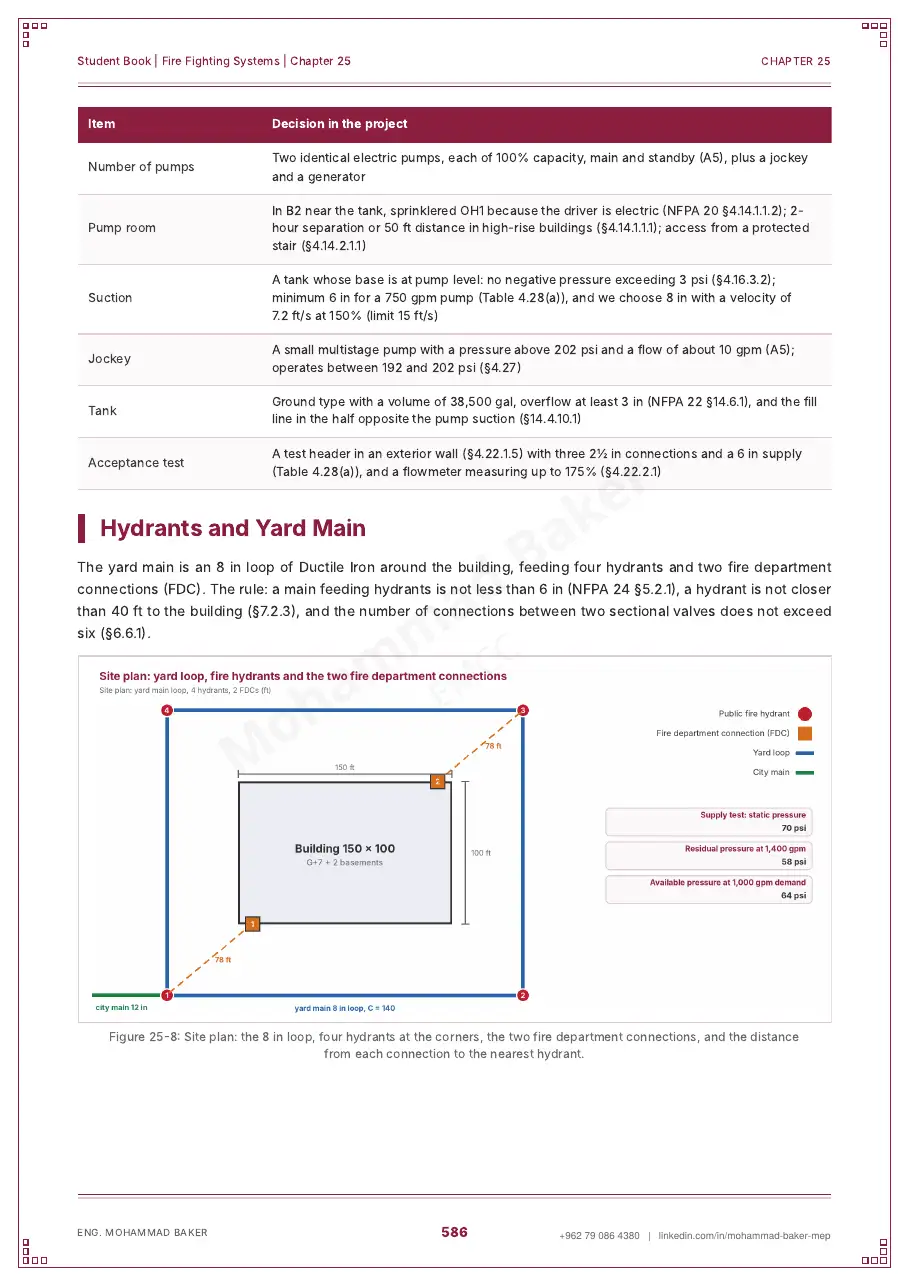 Student Book | Fire Fighting Systems | Chapter 25
CHAPTER 25
Item
Decision in the project
Number of pumps
Two identical electric pumps, each of 100% capacity, main and standby (A5), plus a jockey
and a generator
Pump room
In B2 near the tank, sprinklered OH1 because the driver is electric (NFPA 20 §4.14.1.1.2); 2-
hour separation or 50 ft distance in high-rise buildings (§4.14.1.1.1); access from a protected
stair (§4.14.2.1.1)
Suction
A tank whose base is at pump level: no negative pressure exceeding 3 psi (§4.16.3.2);
minimum 6 in for a 750 gpm pump (Table 4.28(a)), and we choose 8 in with a velocity of
7.2 ft/s at 150% (limit 15 ft/s)
Jockey
A small multistage pump with a pressure above 202 psi and a flow of about 10 gpm (A5);
operates between 192 and 202 psi (§4.27)
Tank
Ground type with a volume of 38,500 gal, overflow at least 3 in (NFPA 22 §14.6.1), and the fill
line in the half opposite the pump suction (§14.4.10.1)
Acceptance test
A test header in an exterior wall (§4.22.1.5) with three 2½ in connections and a 6 in supply
(Table 4.28(a)), and a flowmeter measuring up to 175% (§4.22.2.1)
Hydrants and Yard Main
The yard main is an 8 in loop of Ductile Iron around the building, feeding four hydrants and two fire department
connections (FDC). The rule: a main feeding hydrants is not less than 6 in (NFPA 24 §5.2.1), a hydrant is not closer
than 40 ft to the building (§7.2.3), and the number of connections between two sectional valves does not exceed
six (§6.6.1).
Mohammad Baker
EMCC
Site plan: yard loop, fire hydrants and the two fire department connections
Site plan: yard main loop, 4 hydrants, 2 FDCs (ft)
4
3
Public fire hydrant
Fire department connection (FDC)
Yard loop
City main
78 ft
150 ft
2
Building 150 × 100
G+7 + 2 basements
100 ft
Supply test: static pressure
70 psi
Residual pressure at 1,400 gpm
58 psi
Available pressure at 1,000 gpm demand
64 psi
1
78 ft
1
2
city main 12 in
yard main 8 in loop, C = 140
Figure 25-8: Site plan: the 8 in loop, four hydrants at the corners, the two fire department connections, and the distance
from each connection to the nearest hydrant.
ENG. MOHAMMAD BAKER
586
+962 79 086 4380 | linkedin.com/in/mohammad-baker-mep